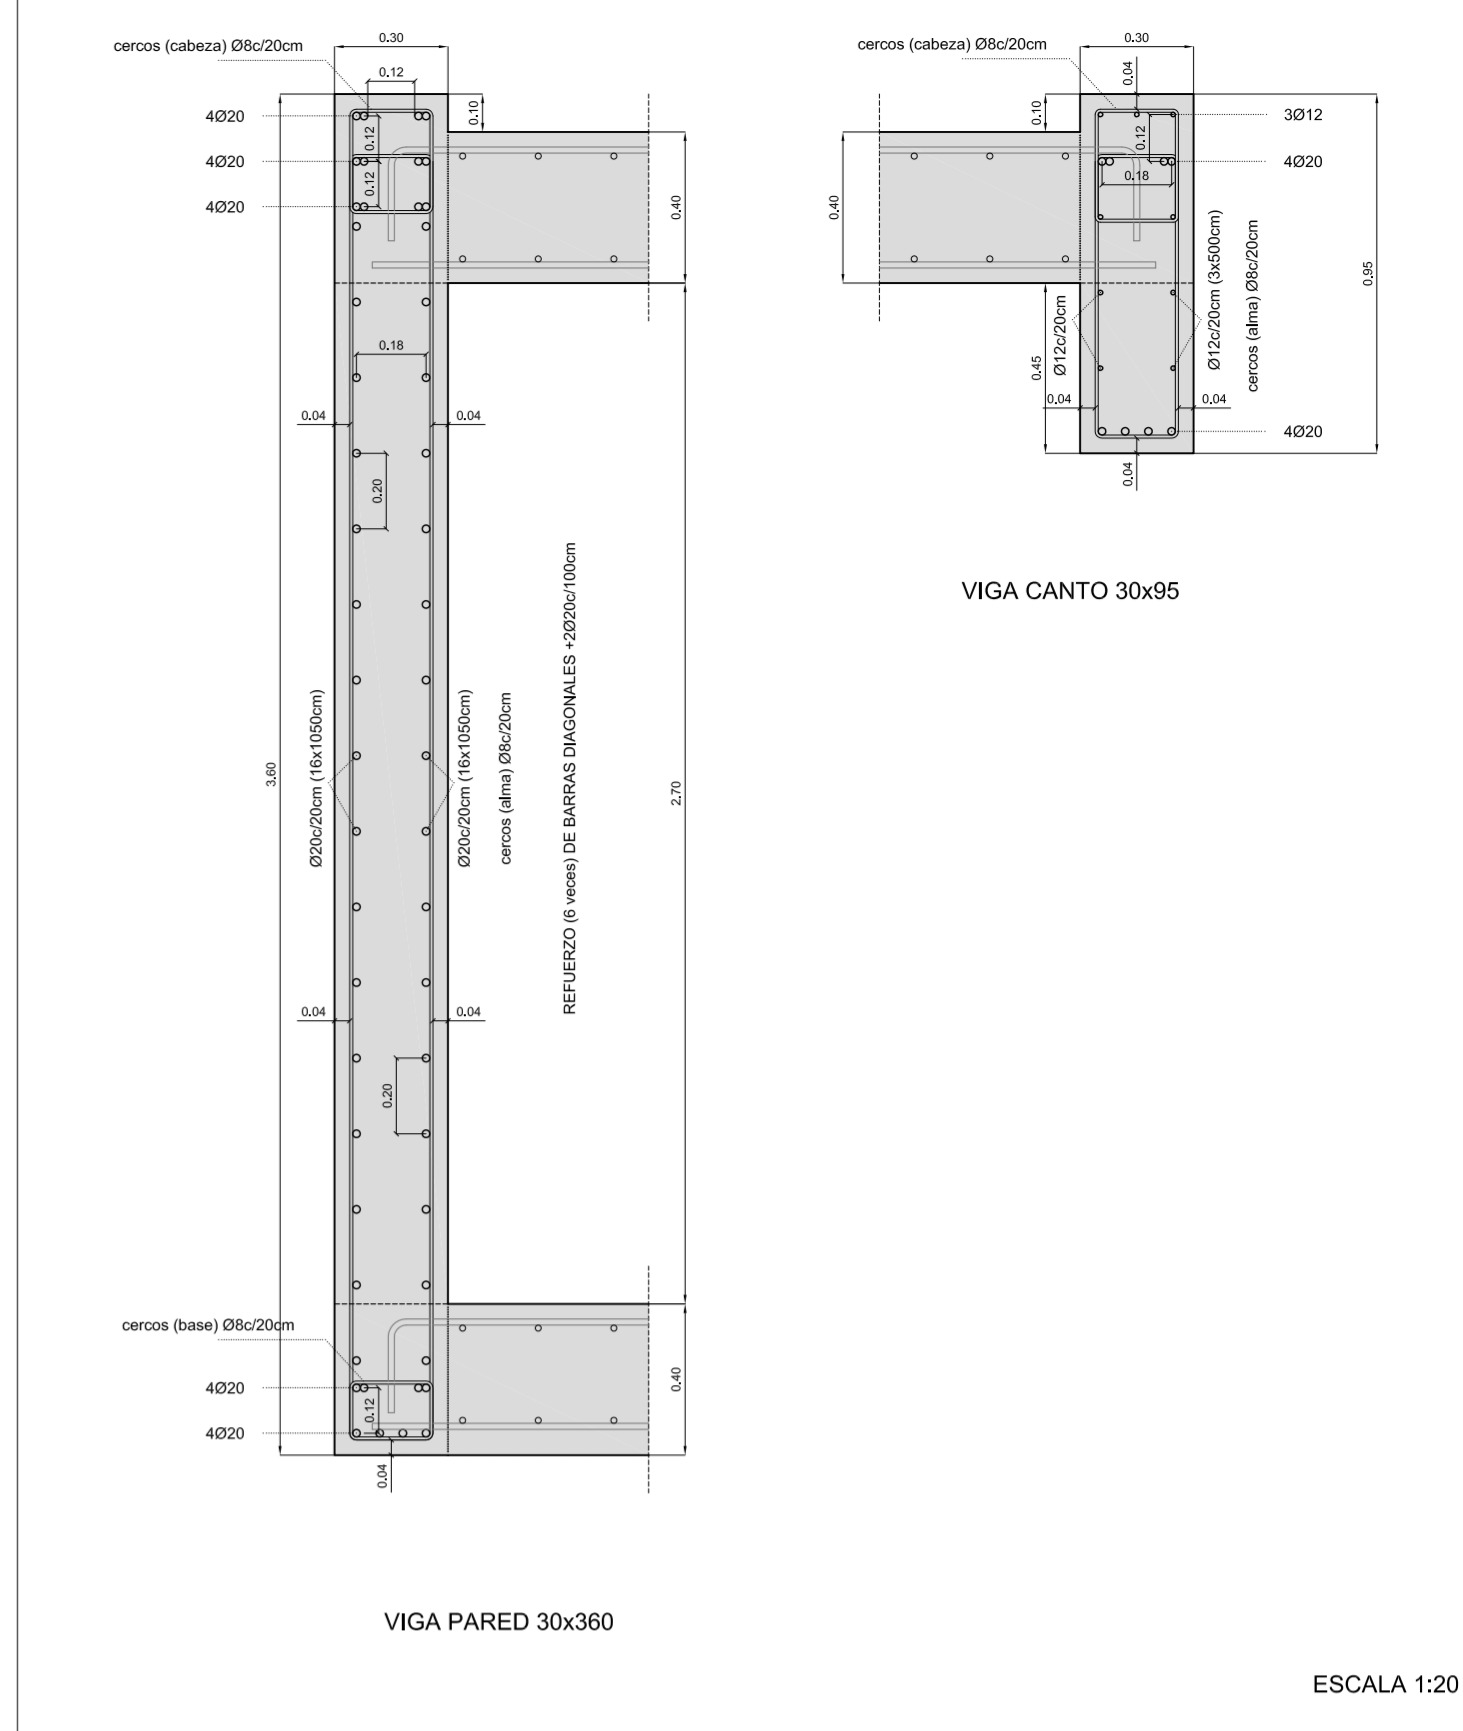 cercos (cabeza) Ø8c/20cm
0.30
0.12
0.10
4Ø20
4Ø20
4Ø20
0.12
0.12
0.40
0.18
0.04
0.04
0.20
3.60
2.70
Ø20c/20cm (16x1050cm)
Ø20c/20cm (16x1050cm)
cercos (alma) Ø8c/20cm
REFUERZO (6 veces) DE BARRAS DIAGONALES +2Ø20c/100cm
0.04
0.04
0.20
cercos (base) Ø8c/20cm
4Ø20
4Ø20
0.12
0.40
0.04
VIGA PARED 30x360
cercos (cabeza) Ø8c/20cm
0.30
0.04
0.10
3Ø12
0.12
4Ø20
0.18
0.40
0.95
0.45
Ø12c/20cm
Ø12c/20cm (3x500cm)
cercos (alma) Ø8c/20cm
0.04
0.04
4Ø20
0.04
VIGA CANTO 30x95
ESCALA 1:20